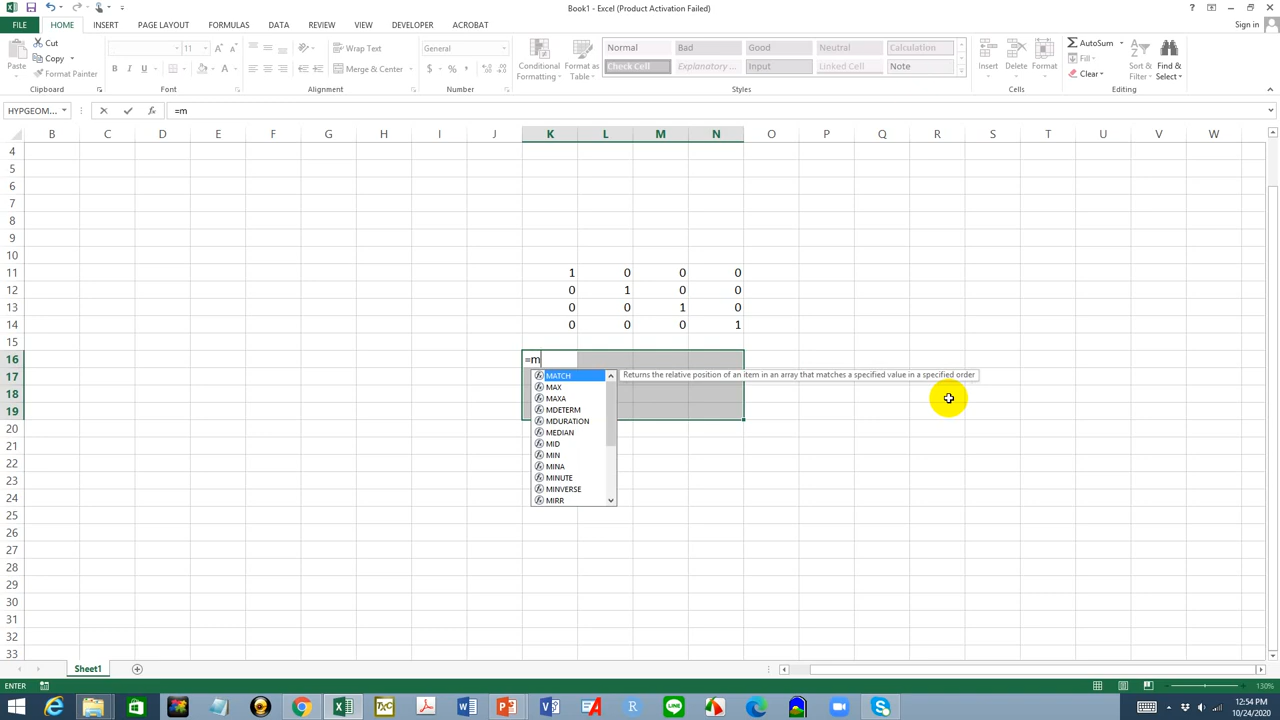 Book1 - Excel (Product Activation Failed)
FILE HOME INSERT PAGE LAYOUT FORMULAS DATA REVIEW VIEW DEVELOPER ACROBAT Sign in
Paste Cut Copy Format Painter Clipboard
11 Font
Wrap Text Merge & Center Alignment
General Number
Conditional Formatting Format as Table
Normal Bad Good Neutral Calculation
Check Cell Explanatory ... Input Linked Cell Note
Styles
Insert Delete Format Cells
AutoSum Fill Clear Sort & Filter Find & Select Editing
HYPGEOM... =m
B C D E F G H I J K L M N O P Q R S T U V W
4
5
6
7
8
9
10
11 1 0 0 0
12 0 1 0 0
13 0 0 1 0
14 0 0 0 1
15
16 =m
17 MATCH Returns the relative position of an item in an array that matches a specified value in a specified order
MAX
18 MAXA
19 MDETERM
20 MDURATION
MEDIAN
21 MID
22 MIN
MINA
23 MINUTE
24 MINVERSE
MIRR
25
26
27
28
29
30
31
32
33
Sheet1
ENTER 130%
12:54 PM
10/24/2020